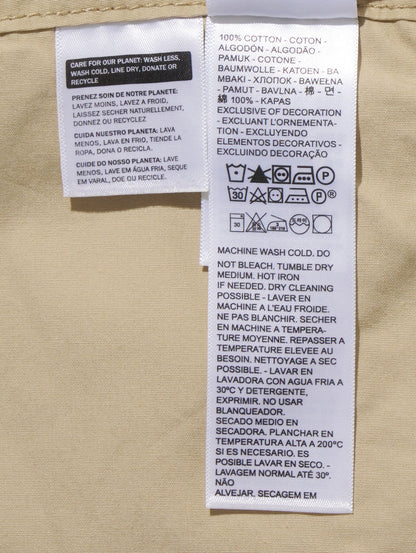 CARE FOR OUR PLANET: WASH LESS,
WASH COLD. LINE DRY, DONATE OR
RECYCLE
PRENEZ SOIN DE NOTRE PLANETE:
LAVEZ MOINS, LAVEZ A FROID,
LAISSEZ SECHER NATURELLEMENT,
DONNEZ OU RECYCLEZ
CUIDA NUESTRO PLANETA: LAVA
MENOS, LAVA EN FRIO, TIENDE LA
ROPA, DONA O RECICLA.
CUIDE DO NOSSO PLANETA: LAVE
MENOS, LAVE EM ÁGUA FRIA, SEQUE
EM VARAL, DOE OU RECICLE.
100% COTTON - COTON -
ALGODÓN - ALGODÃO -
PAMUK - COTONE -
BAUMWOLLE - KATOEN - BA
MBAKI - ХЛОПОК - BAWEŁNA
- PAMUT - BAVLNA - 棉 - 면 -
綿 100% - KAPAS
EXCLUSIVE OF DECORATION
- EXCLUANT L'ORNEMENTA-
TION - EXCLUYENDO
ELEMENTOS DECORATIVOS -
EXCLUINDO DECORAÇÃO
30
30
MACHINE WASH COLD. DO
NOT BLEACH. TUMBLE DRY
MEDIUM. HOT IRON
IF NEEDED. DRY CLEANING
POSSIBLE - LAVER EN
MACHINE A L'EAU FROIDE.
NE PAS BLANCHIR. SECHER
EN MACHINE A TEMPERA-
TURE MOYENNE. REPASSER A
TEMPERATURE ELEVEE AU
BESOIN. NETTOYAGE A SEC
POSSIBLE. - LAVAR EN
LAVADORA CON AGUA FRIA A
30ºC Y DETERGENTE,
EXPRIMIR Y NO USAR
BLANQUEADOR.
SECADO MEDIO EN
SECADORA. PLANCHAR EN
TEMPERATURA ALTA A 200ºC
SI ES NECESARIO. ES
POSIBLE LAVAR EN SECO. -
LAVAGEM NORMAL ATÉ 30º.
NÃO
ALVEJAR. SECAGEM EM